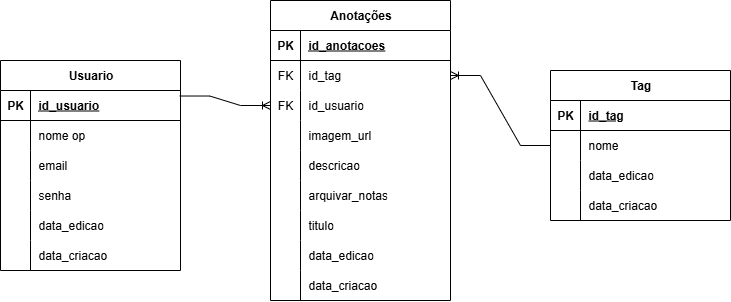 Usuario
PK id_usuario
nome op
email
senha
data_edicao
data_criacao
Anotações
PK id_anotacoes
FK id_tag
FK id_usuario
imagem_url
descricao
arquivar_notas
titulo
data_edicao
data_criacao
Tag
PK id_tag
nome
data_edicao
data_criacao